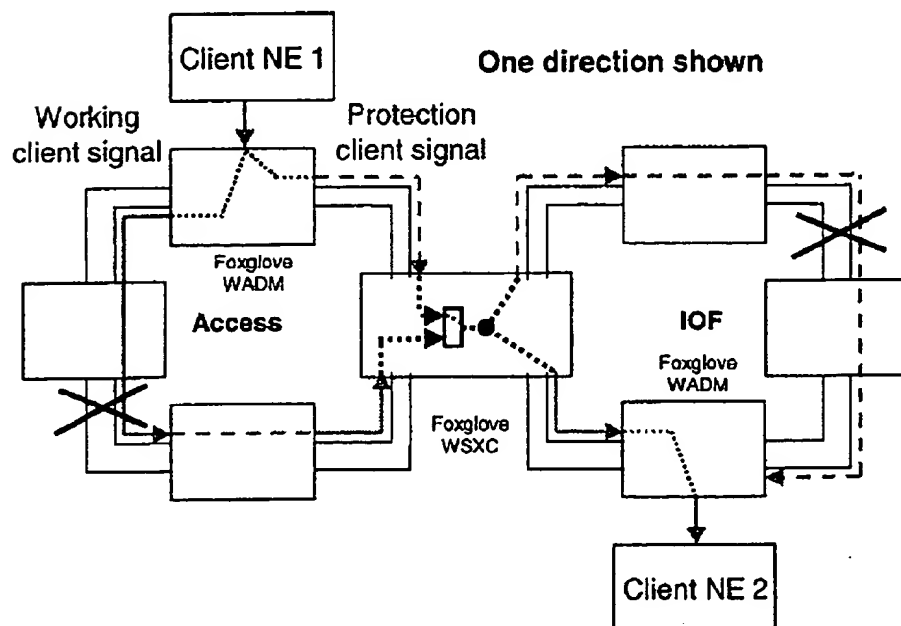 Client NE 1
One direction shown
Working
client signal
Protection
client signal
Foxglove
WADM
Access
IOF
Foxglove
WADM
Foxglove
WSXC
Client NE 2